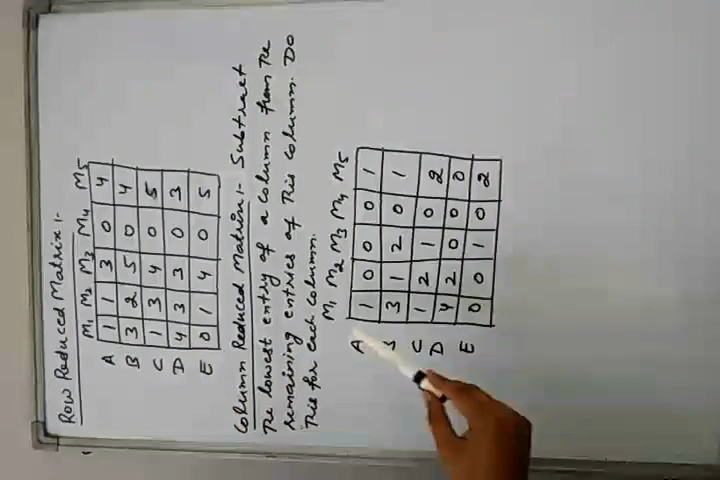 Row Reduced Matrix :-
M1 M2 M3 M4 M5
A 1 1 3 0 4
B 3 2 5 0 4
C 1 3 4 0 5
D 4 3 3 0 3
E 0 1 4 0 5
Column Reduced Matrix :- Subtract
the lowest entry of a column from the
remaining entries of this column. Do
this for each column.
M1 M2 M3 M4 M5
A 1 0 0 0 1
B 3 1 2 0 1
C 1 2 1 0 2
D 4 2 0 0 0
E 0 0 1 0 2